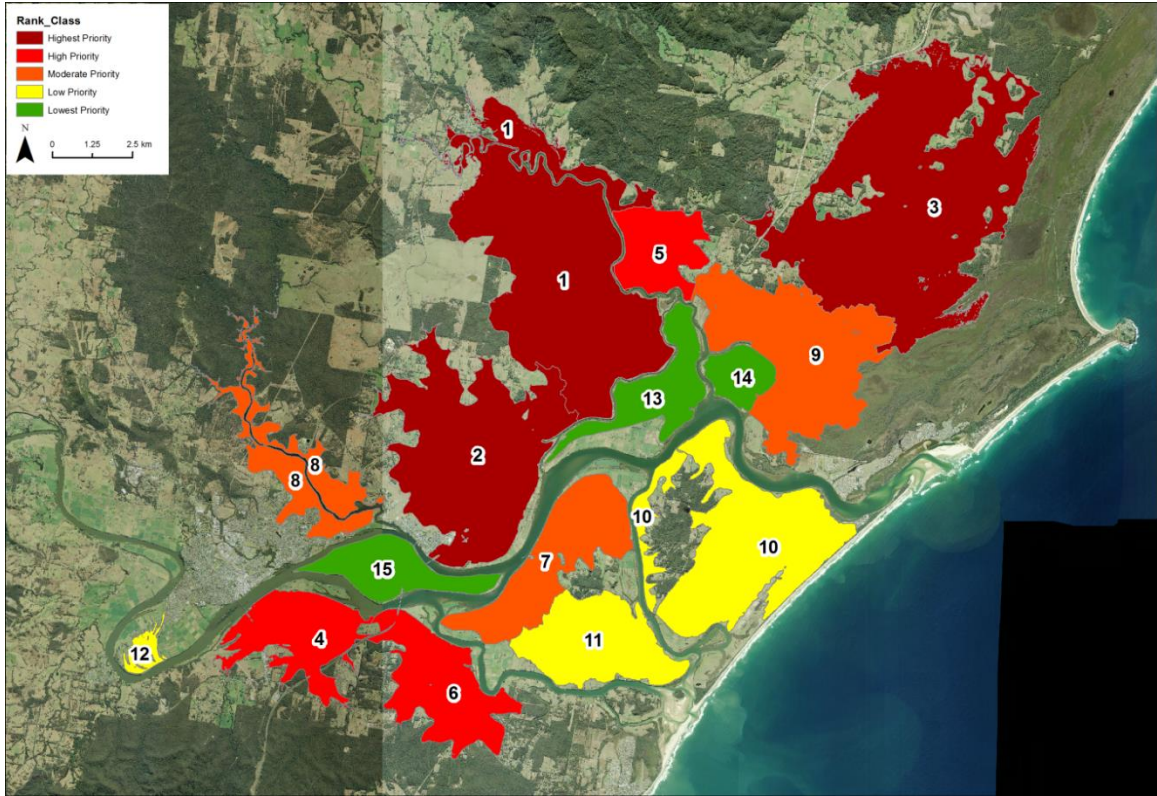 Rank_Class
Highest Priority
High Priority
Moderate Priority
Low Priority
Lowest Priority
N
0 1.25 2.5 km
1
3
5
1
9
14
13
2
8
8
10
10
7
15
11
4
12
6